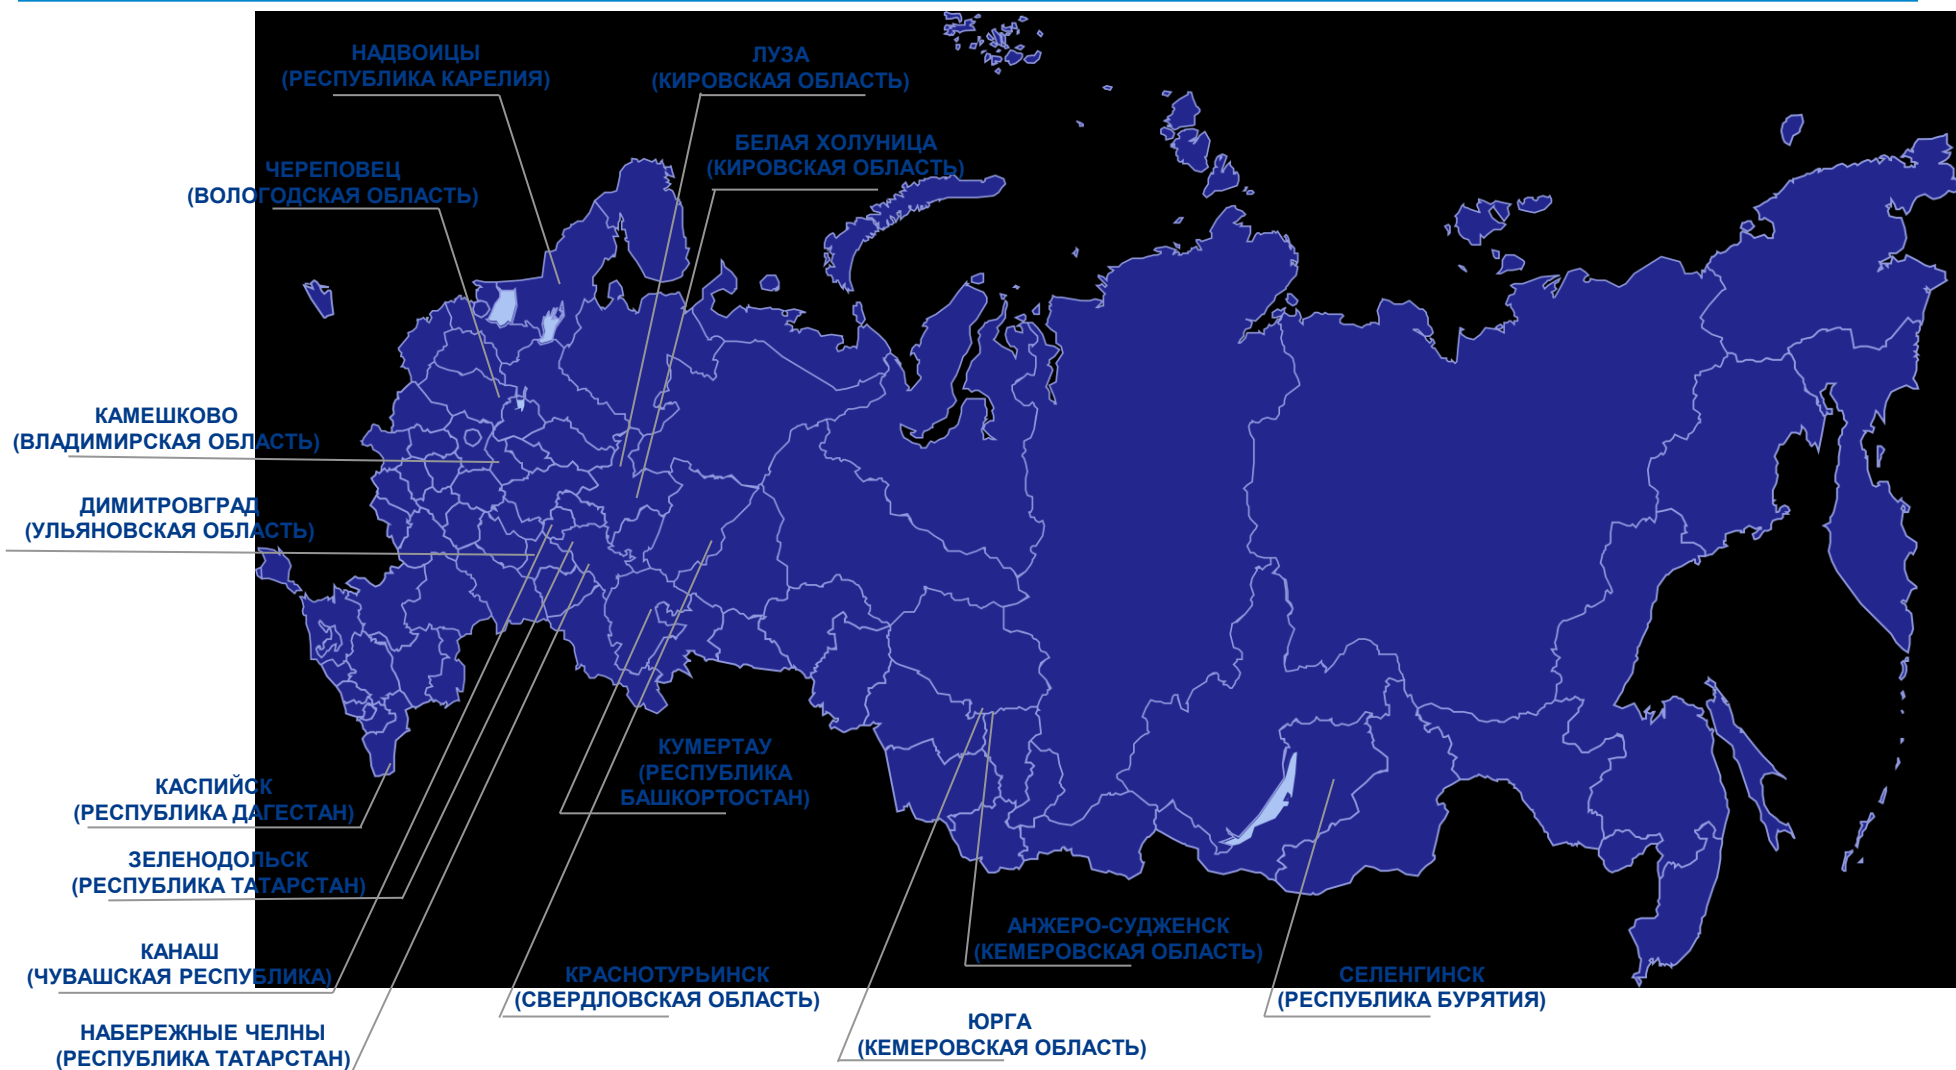 НАДВОИЦЫ
(РЕСПУБЛИКА КАРЕЛИЯ)
ЛУЗА
(КИРОВСКАЯ ОБЛАСТЬ)
БЕЛАЯ ХОЛУНИЦА
(КИРОВСКАЯ ОБЛАСТЬ)
ЧЕРЕПОВЕЦ
(ВОЛОГОДСКАЯ ОБЛАСТЬ)
КАМЕШКОВО
(ВЛАДИМИРСКАЯ ОБЛАСТЬ)
ДИМИТРОВГРАД
(УЛЬЯНОВСКАЯ ОБЛАСТЬ)
КУМЕРТАУ
(РЕСПУБЛИКА
БАШКОРТОСТАН)
КАСПИЙСК
(РЕСПУБЛИКА ДАГЕСТАН)
ЗЕЛЕНОДОЛЬСК
(РЕСПУБЛИКА ТАТАРСТАН)
КАНАШ
(ЧУВАШСКАЯ РЕСПУБЛИКА)
НАБЕРЕЖНЫЕ ЧЕЛНЫ
(РЕСПУБЛИКА ТАТАРСТАН)
КРАСНОТУРЬИНСК
(СВЕРДЛОВСКАЯ ОБЛАСТЬ)
АНЖЕРО-СУДЖЕНСК
(КЕМЕРОВСКАЯ ОБЛАСТЬ)
ЮРГА
(КЕМЕРОВСКАЯ ОБЛАСТЬ)
СЕЛЕНГИНСК
(РЕСПУБЛИКА БУРЯТИЯ)